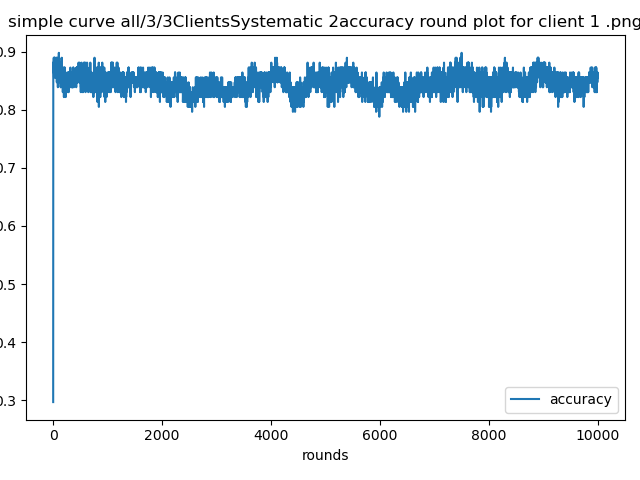 simple curve all/3/3ClientsSystematic 2accuracy round plot for client 1 .png
0.9
0.8
0.7
0.6
0.5
0.4
0.3
accuracy
0 2000 4000 6000 8000 10000
rounds